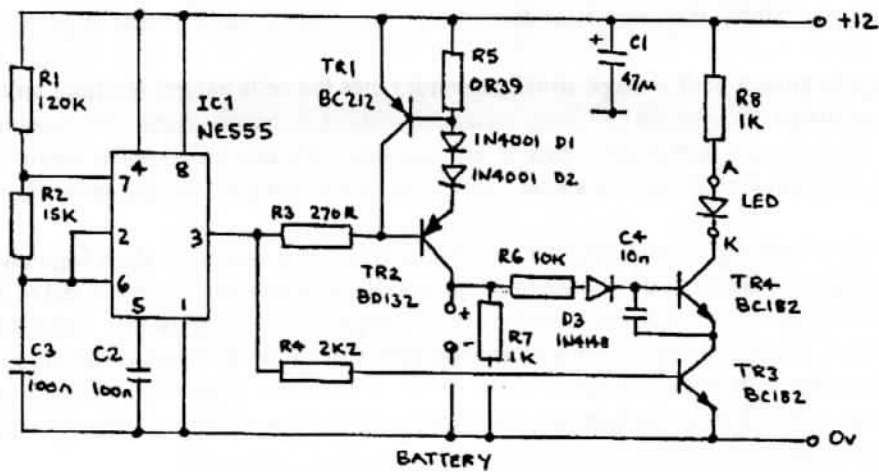 +12
R1
120K
IC1
NE555
TR1
BC212
R5
0R39
+
C1
47μ
R8
1K
1N4001 D1
1N4001 D2
A
LED
K
4
8
7
R2
15K
2
3
6
5
1
R3 270R
TR2
BD132
R6 10K
C4
10n
D3
1N4148
TR4
BC182
+
-
R7
1K
R4 2K2
TR3
BC182
C3
100n
C2
100n
0v
BATTERY